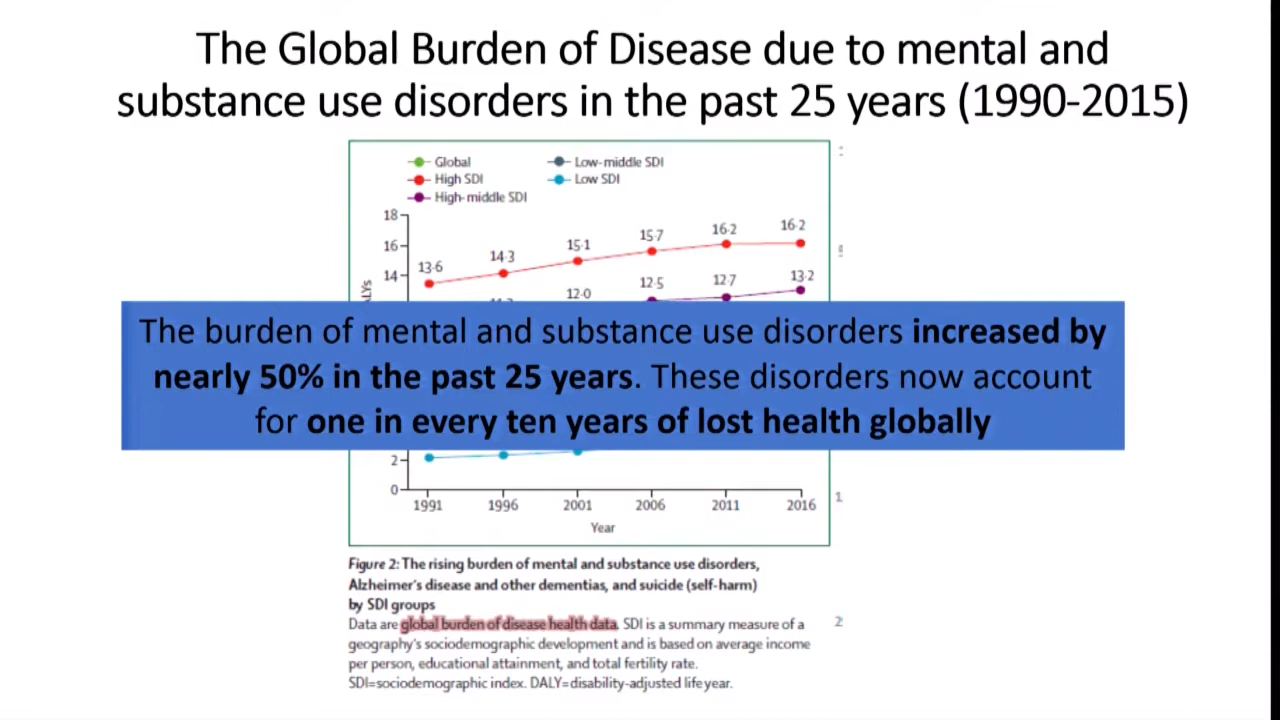 The Global Burden of Disease due to mental and
substance use disorders in the past 25 years (1990-2015)
Global
High SDI
High-middle SDI
Low-middle SDI
Low SDI
18
16
14
13·6
14·3
15·1
15·7
16·2
16·2
12·0
12·5
12·7
13·2
The burden of mental and substance use disorders increased by
nearly 50% in the past 25 years. These disorders now account
for one in every ten years of lost health globally
2
0
1991 1996 2001 2006 2011 2016
Year
Figure 2: The rising burden of mental and substance use disorders,
Alzheimer's disease and other dementias, and suicide (self-harm)
by SDI groups
Data are global burden of disease health data. SDI is a summary measure of a
geography's sociodemographic development and is based on average income
per person, educational attainment, and total fertility rate.
SDI=sociodemographic index. DALY=disability-adjusted life year.
1
2